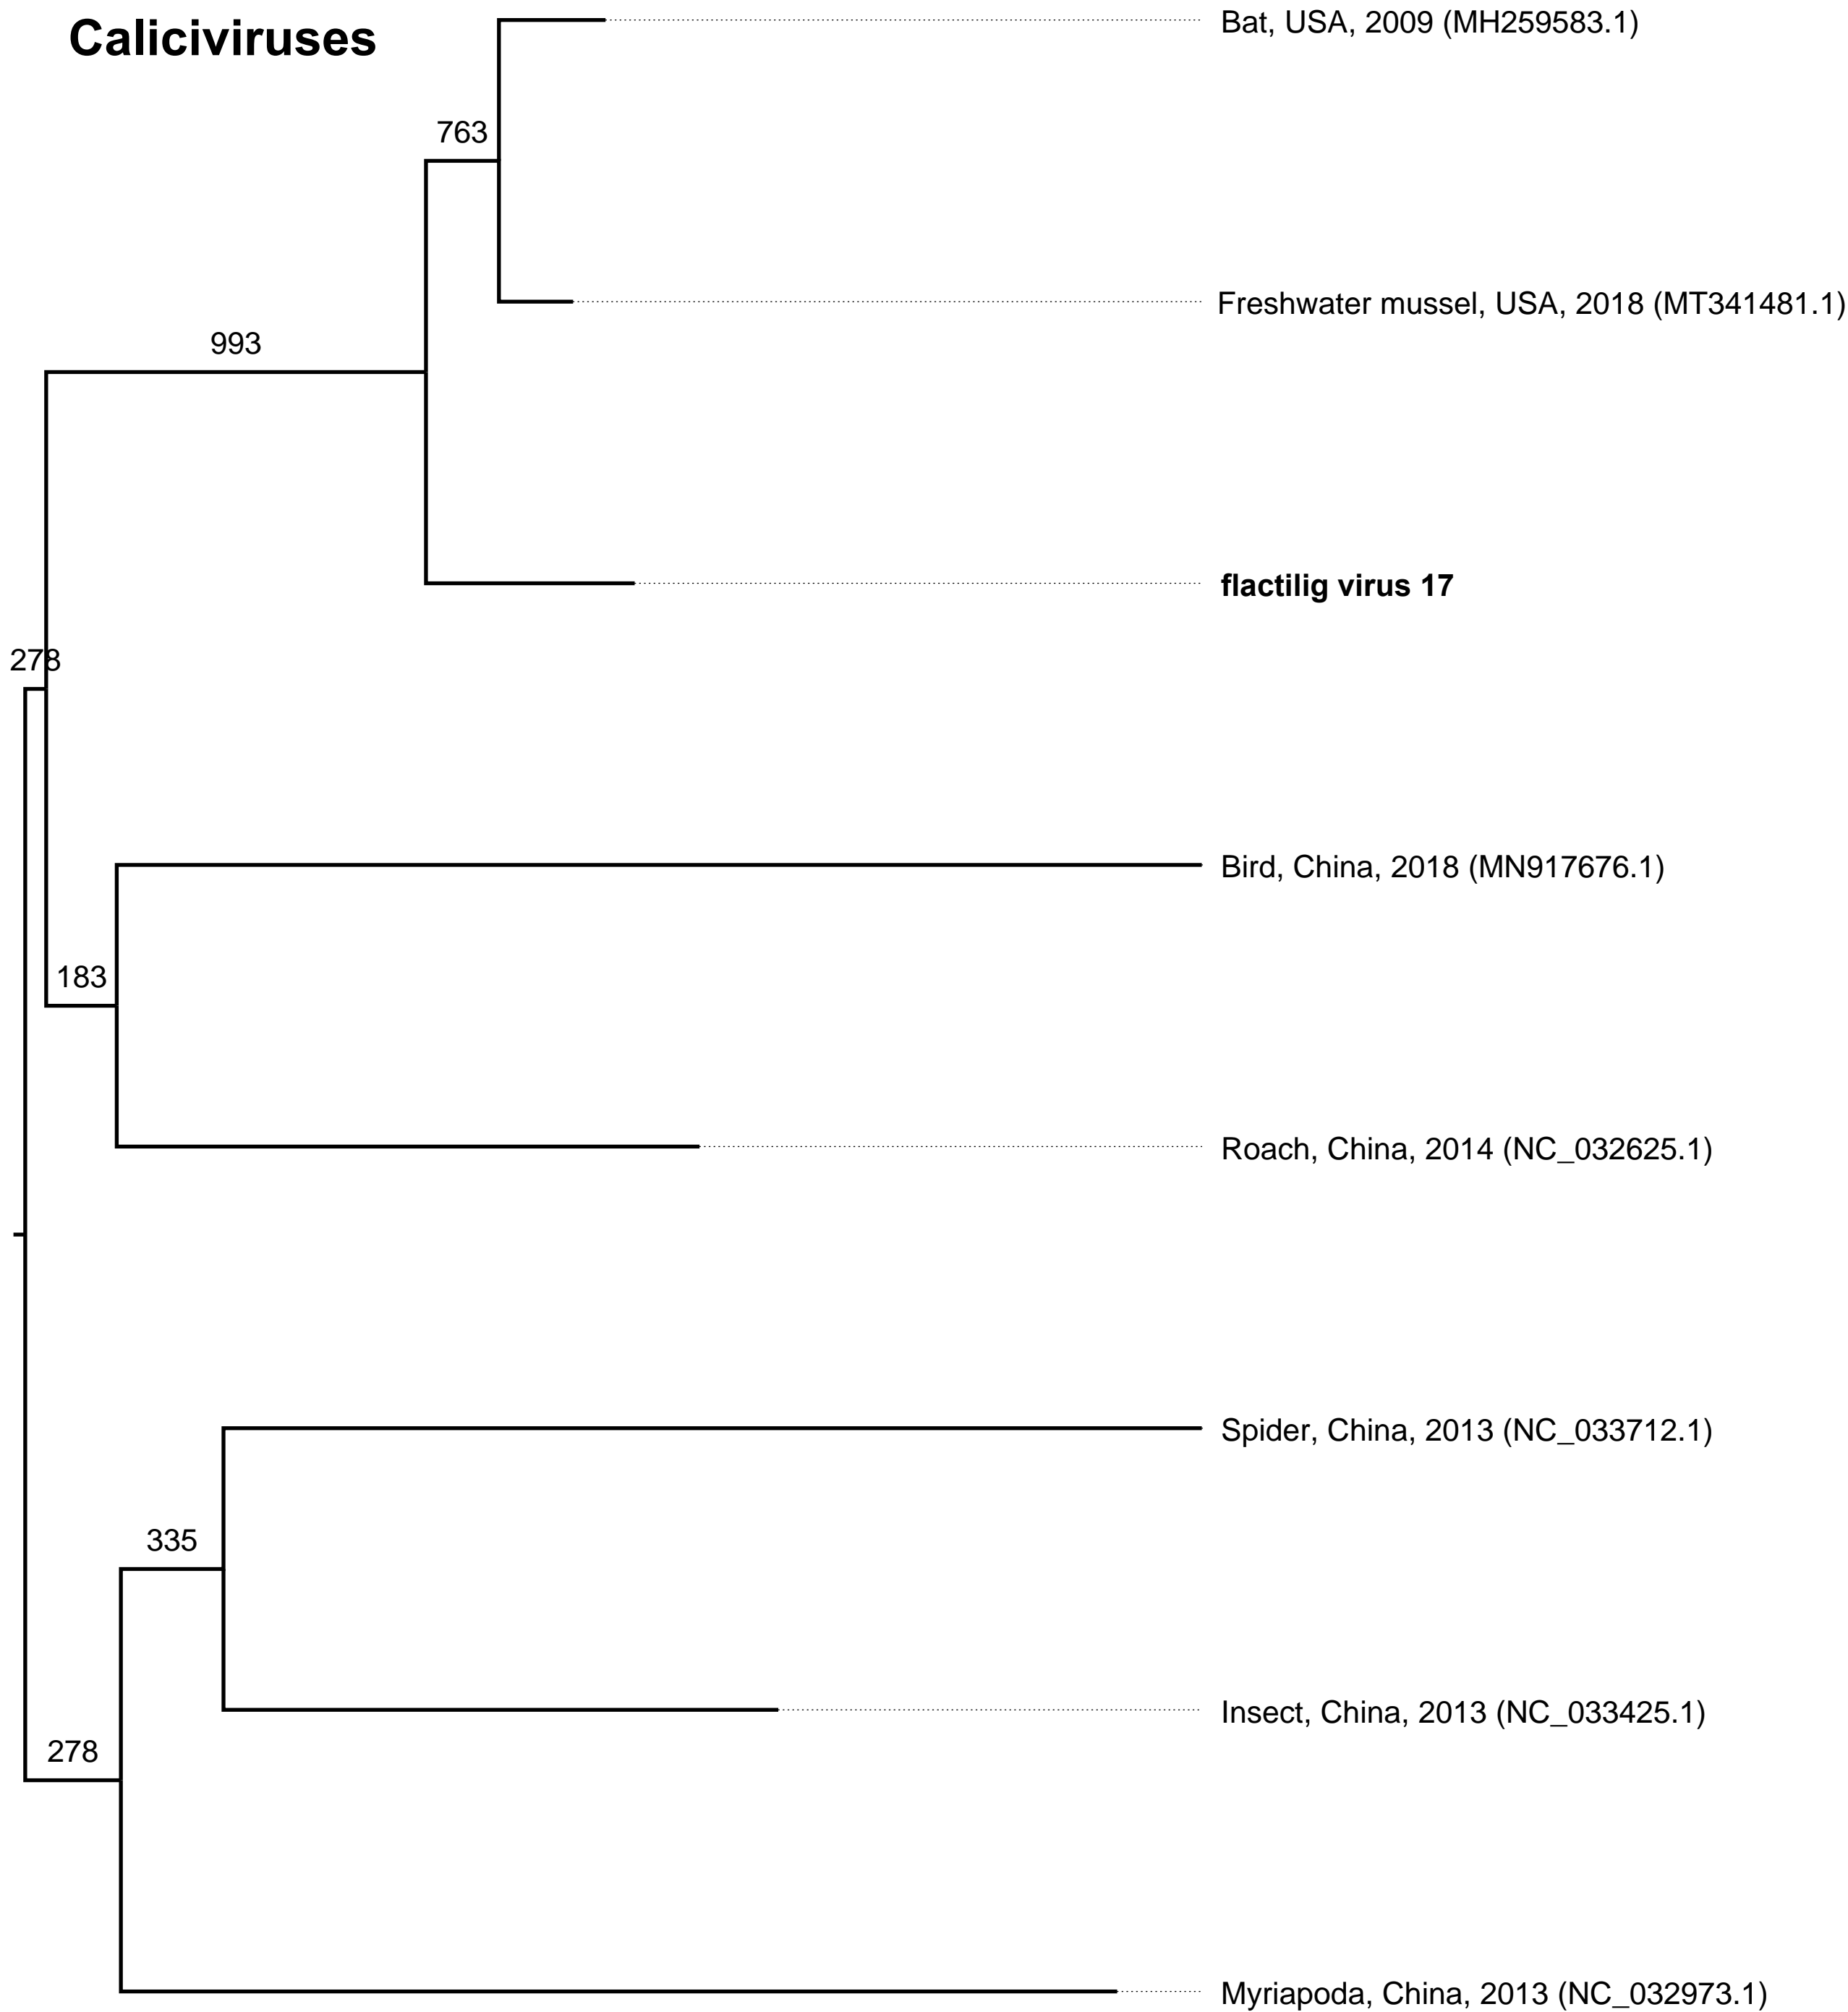 Caliciviruses
Bat, USA, 2009 (MH259583.1)
763
Freshwater mussel, USA, 2018 (MT341481.1)
993
flactilig virus 17
278
Bird, China, 2018 (MN917676.1)
183
Roach, China, 2014 (NC_032625.1)
Spider, China, 2013 (NC_033712.1)
335
Insect, China, 2013 (NC_033425.1)
278
Myriapoda, China, 2013 (NC_032973.1)